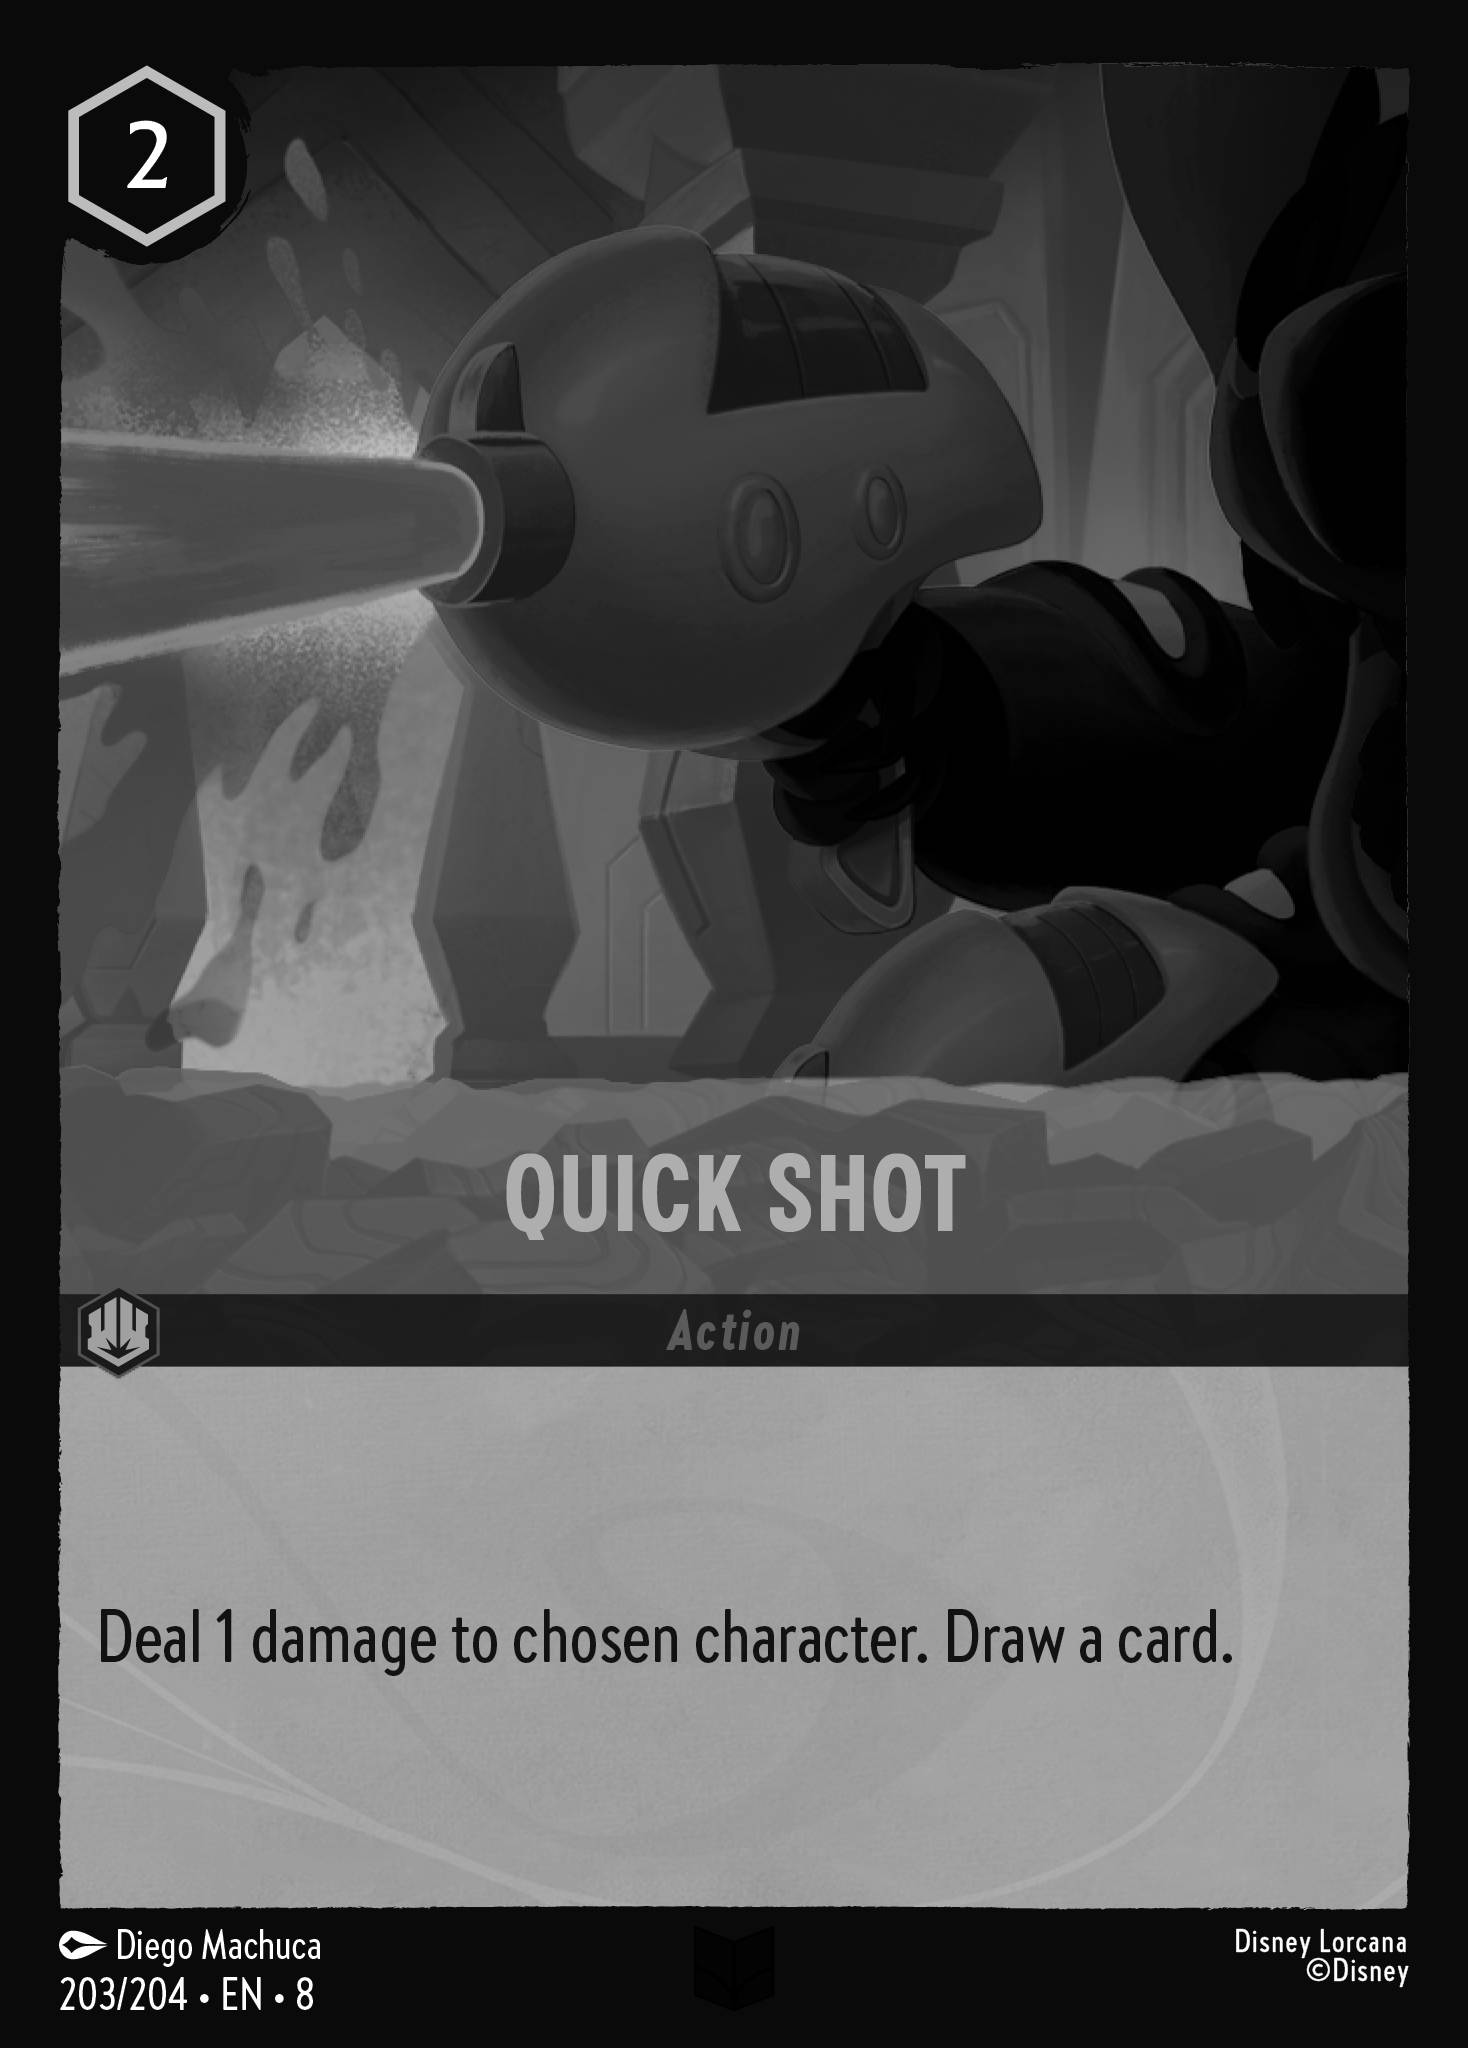 2
QUICK SHOT
Action
Deal 1 damage to chosen character. Draw a card.
Diego Machuca
203/204 • EN • 8
Disney Lorcana
©Disney